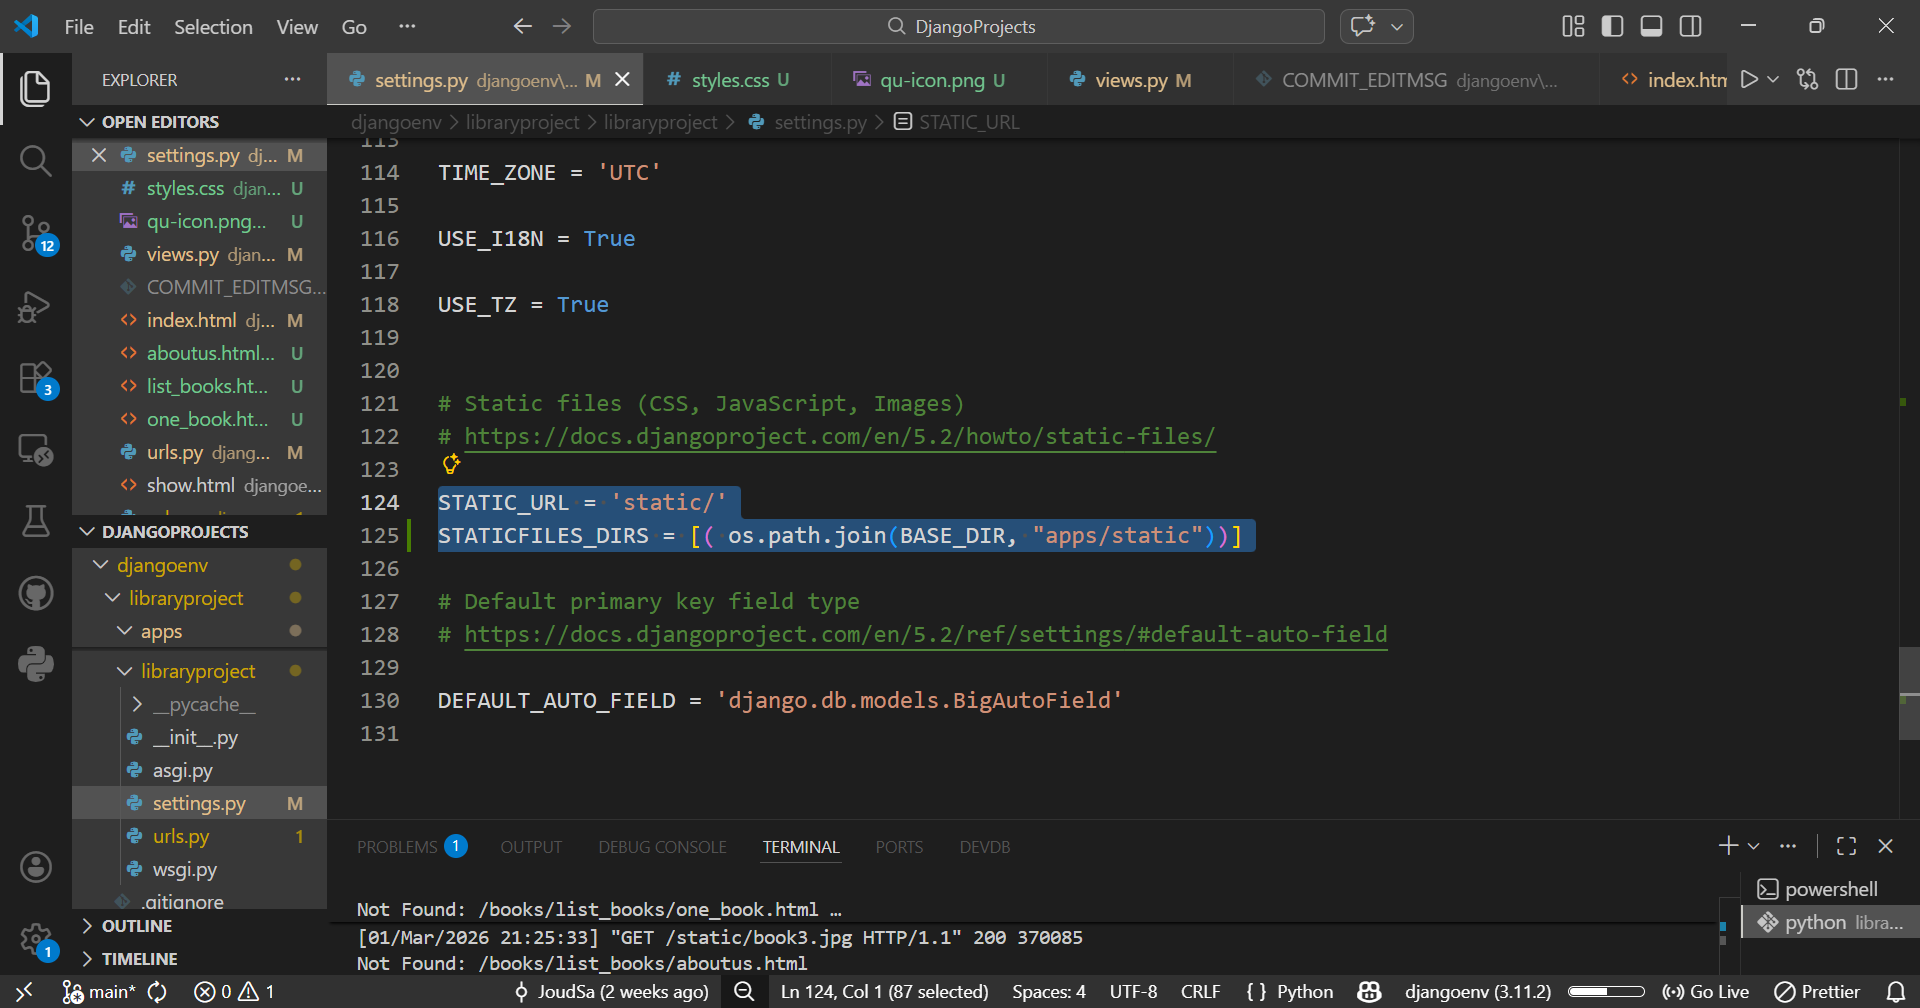 File Edit Selection View Go ··· DjangoProjects
EXPLORER ···
settings.py djangoenv\... M
styles.css U
qu-icon.png U
views.py M
COMMIT_EDITMSG djangoenv\...
index.htm
OPEN EDITORS
settings.py dj... M
styles.css djan... U
qu-icon.png... U
views.py djan... M
COMMIT_EDITMSG...
index.html dj... M
aboutus.html... U
list_books.ht... U
one_book.ht... U
urls.py djang... M
show.html djangoe...
DJANGOPROJECTS
djangoenv
libraryproject
apps
libraryproject
__pycache__
__init__.py
asgi.py
settings.py M
urls.py 1
wsgi.py
.gitignore
OUTLINE
TIMELINE
12
3
1
djangoenv > libraryproject > libraryproject > settings.py > STATIC_URL
113
114 TIME_ZONE = 'UTC'
115
116 USE_I18N = True
117
118 USE_TZ = True
119
120
121 # Static files (CSS, JavaScript, Images)
122 # https://docs.djangoproject.com/en/5.2/howto/static-files/
123
124 STATIC_URL = 'static/'
125 STATICFILES_DIRS = [( os.path.join(BASE_DIR, "apps/static"))]
126
127 # Default primary key field type
128 # https://docs.djangoproject.com/en/5.2/ref/settings/#default-auto-field
129
130 DEFAULT_AUTO_FIELD = 'django.db.models.BigAutoField'
131
PROBLEMS 1 OUTPUT DEBUG CONSOLE TERMINAL PORTS DEVDB
Not Found: /books/list_books/one_book.html …
[01/Mar/2026 21:25:33] "GET /static/book3.jpg HTTP/1.1" 200 370085
Not Found: /books/list_books/aboutus.html
powershell
python libra...
main* 0 1 JoudSa (2 weeks ago) Ln 124, Col 1 (87 selected) Spaces: 4 UTF-8 CRLF { } Python djangoenv (3.11.2) Go Live Prettier